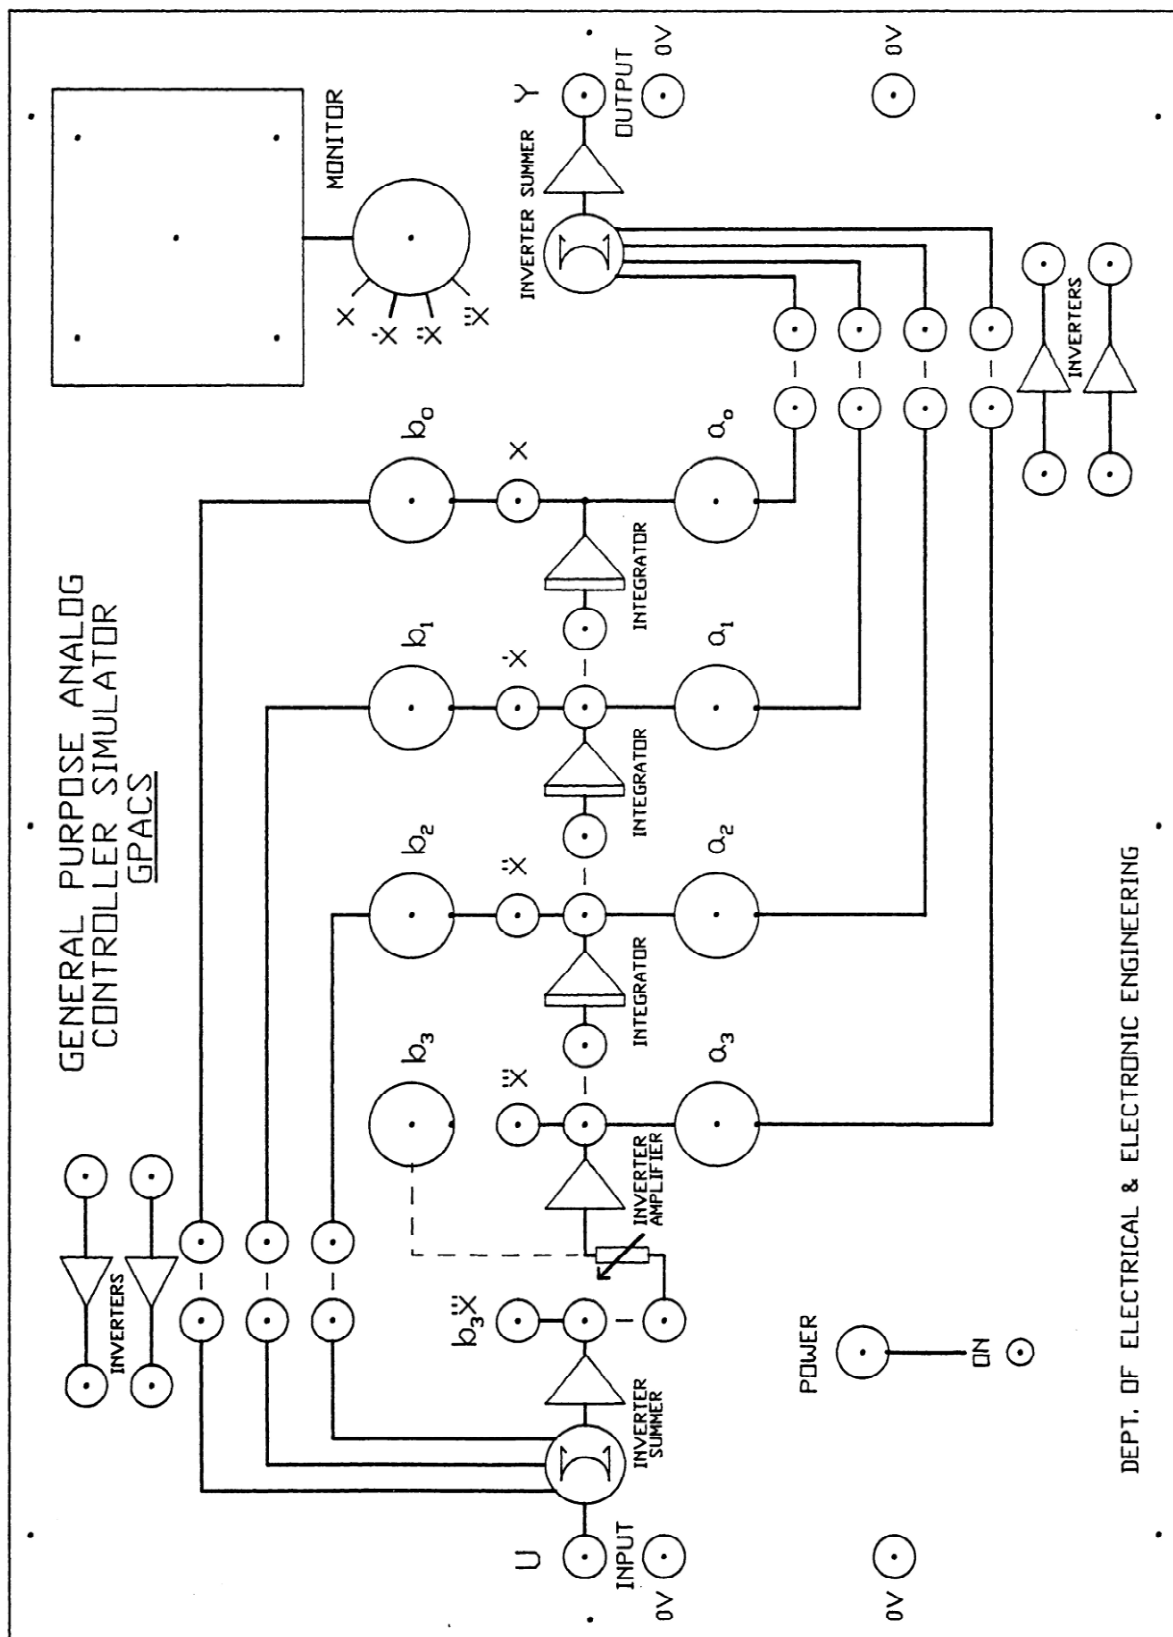 GENERAL PURPOSE ANALOG
CONTROLLER SIMULATOR
GPACS
MONITOR
X
Ẋ
Ẍ
X⃛
INVERTERS
b₃
b₂
b₁
b₀
b₃X⃛
X⃛
Ẍ
Ẋ
X
U
INPUT
0V
0V
INVERTER
SUMMER
INVERTER
AMPLIFIER
INTEGRATOR
INTEGRATOR
INTEGRATOR
INVERTER SUMMER
Y
OUTPUT
0V
0V
a₃
a₂
a₁
a₀
POWER
ON
INVERTERS
DEPT. OF ELECTRICAL & ELECTRONIC ENGINEERING